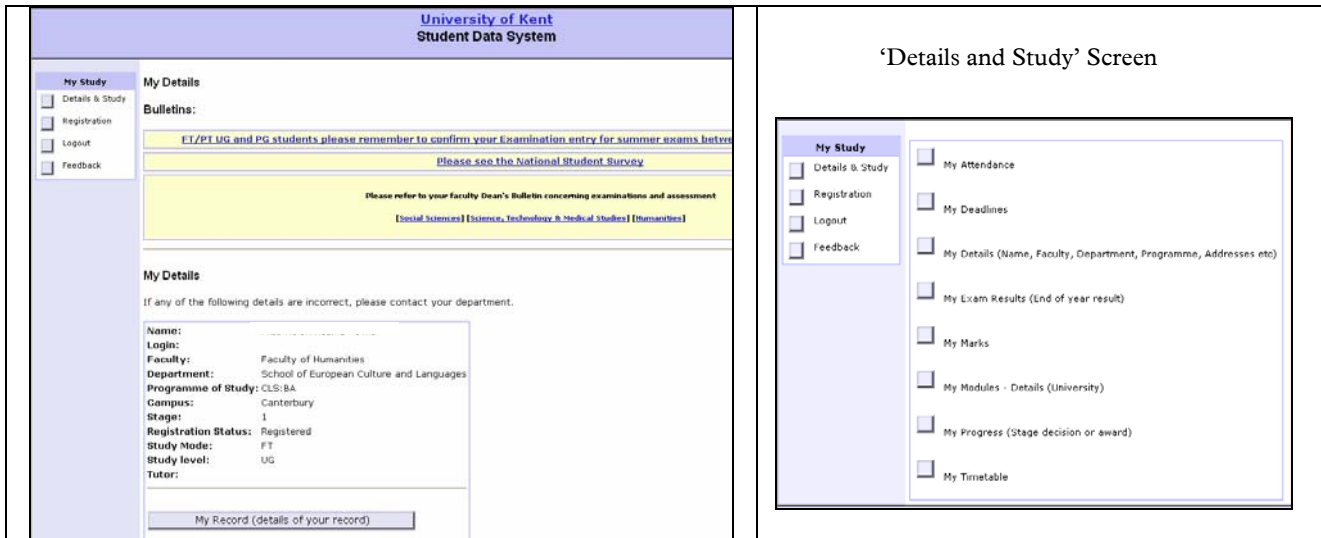 University of Kent
Student Data System
My Study
Details & Study
Registration
Logout
Feedback
My Details
Bulletins:
FT/PT UG and PG students please remember to confirm your Examination entry for summer exams
Please see the National Student Survey
Please refer to your faculty Dean's Bulletin concerning examinations and assessment
[Social Sciences] [Science, Technology & Medical Studies] [Humanities]
My Details
If any of the following details are incorrect, please contact your department.
Name:
Login:
Faculty: Faculty of Humanities
Department: School of European Culture and Languages
Programme of Study: CLS:BA
Campus: Canterbury
Stage: 1
Registration Status: Registered
Study Mode: FT
Study level: UG
Tutor:
My Record (details of your record)
‘Details and Study’ Screen
My Study
Details & Study
Registration
Logout
Feedback
My Attendance
My Deadlines
My Details (Name, Faculty, Department, Programme, Addresses etc)
My Exam Results (End of year result)
My Marks
My Modules - Details (University)
My Progress (Stage decision or award)
My Timetable